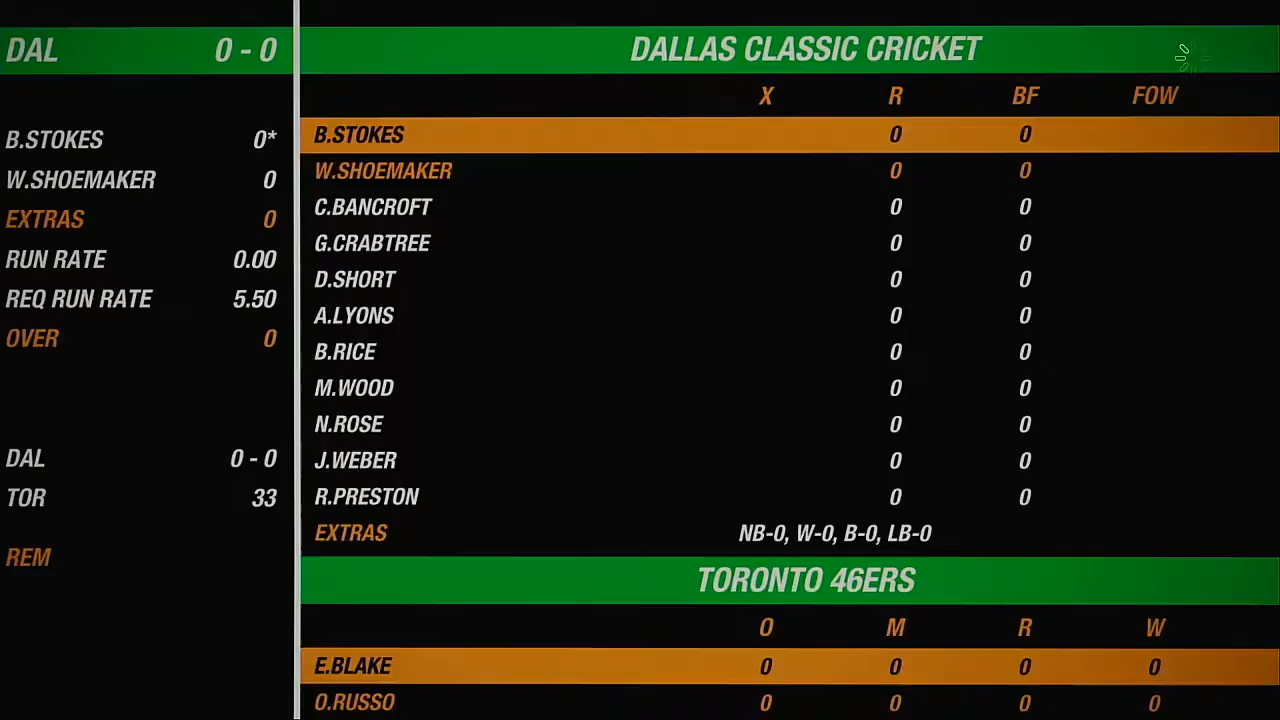 DAL 0 - 0
B.STOKES 0*
W.SHOEMAKER 0
EXTRAS 0
RUN RATE 0.00
REQ RUN RATE 5.50
OVER 0
DAL 0 - 0
TOR 33
REM
DALLAS CLASSIC CRICKET
X R BF FOW
B.STOKES 0 0
W.SHOEMAKER 0 0
C.BANCROFT 0 0
G.CRABTREE 0 0
D.SHORT 0 0
A.LYONS 0 0
B.RICE 0 0
M.WOOD 0 0
N.ROSE 0 0
J.WEBER 0 0
R.PRESTON 0 0
EXTRAS NB-0, W-0, B-0, LB-0
TORONTO 46ERS
O M R W
E.BLAKE 0 0 0 0
O.RUSSO 0 0 0 0